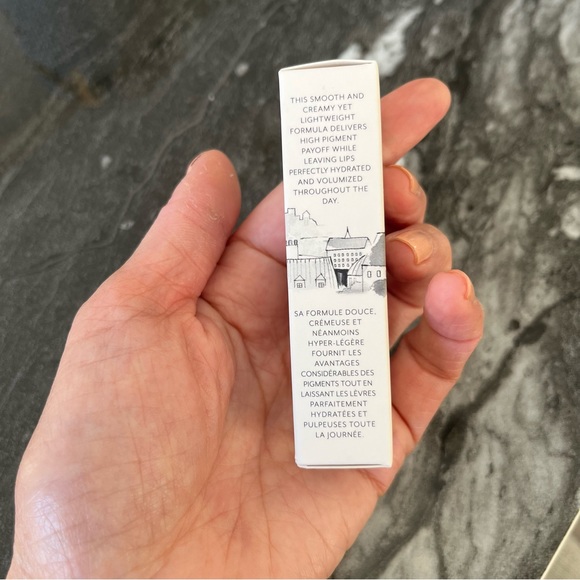 THIS SMOOTH AND
CREAMY YET
LIGHTWEIGHT
FORMULA DELIVERS
HIGH PIGMENT
PAYOFF WHILE
LEAVING LIPS
PERFECTLY HYDRATED
AND VOLUMIZED
THROUGHOUT THE
DAY.
SA FORMULE DOUCE,
CRÉMEUSE ET
NÉANMOINS
HYPER-LÉGÈRE
FOURNIT LES
AVANTAGES
CONSIDÉRABLES DES
PIGMENTS TOUT EN
LAISSANT LES LÈVRES
PARFAITEMENT
HYDRATÉES ET
PULPEUSES TOUTE
LA JOURNÉE.